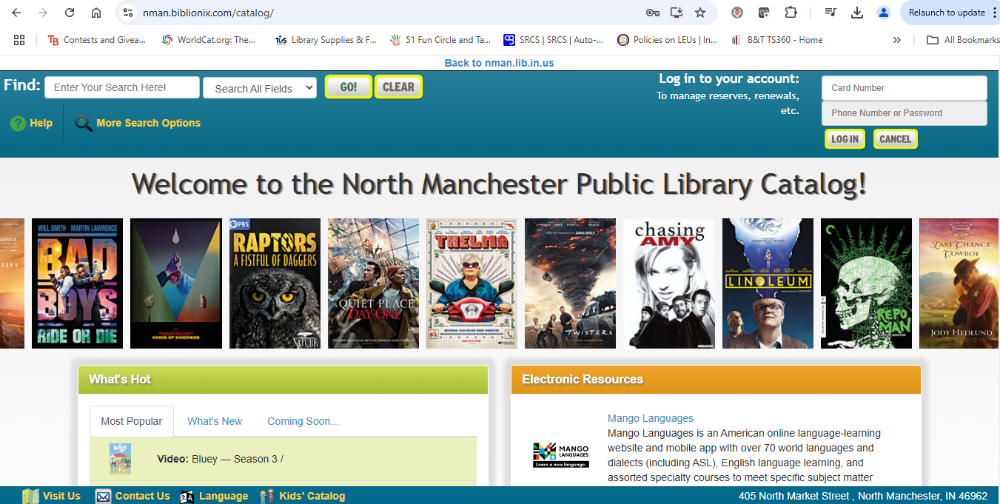 nman.biblionix.com/catalog/
Relaunch to update
Contests and Givea...
WorldCat.org: The...
Library Supplies & F...
51 Fun Circle and Ta...
SRCS | SRCS | Auto-...
Policies on LEUs | In...
B&T TS360 - Home
»
All Bookmarks
Back to nman.lib.in.us
Find:
Enter Your Search Here!
Search All Fields
GO!
CLEAR
Help
More Search Options
Log in to your account:
To manage reserves, renewals,
etc.
Card Number
Phone Number or Password
LOG IN
CANCEL
Welcome to the North Manchester Public Library Catalog!
SSES
WILL SMITH MARTIN LAWRENCE
BAD
BOYS
RIDE OR DIE
KINDS OF KINDNESS
PBS
RAPTORS
A FISTFUL OF DAGGERS
NATURE
A QUIET PLACE
DAY ONE
THELMA
TWISTERS
chasing
AMY
MIRAMAX
LINOLEUM
REPO
MAN
LAST CHANCE
COWBOY
JODY HEDLUND
What's Hot
Most Popular
What's New
Coming Soon...
BLUEY
Video: Bluey — Season 3 /
Electronic Resources
MANGO
LANGUAGES
Learn a new language.
Mango Languages
Mango Languages is an American online language-learning
website and mobile app with over 70 world languages and
dialects (including ASL), English language learning, and
assorted specialty courses to meet specific subject matter
Visit Us
Contact Us
Language
Kids' Catalog
405 North Market Street , North Manchester, IN 46962